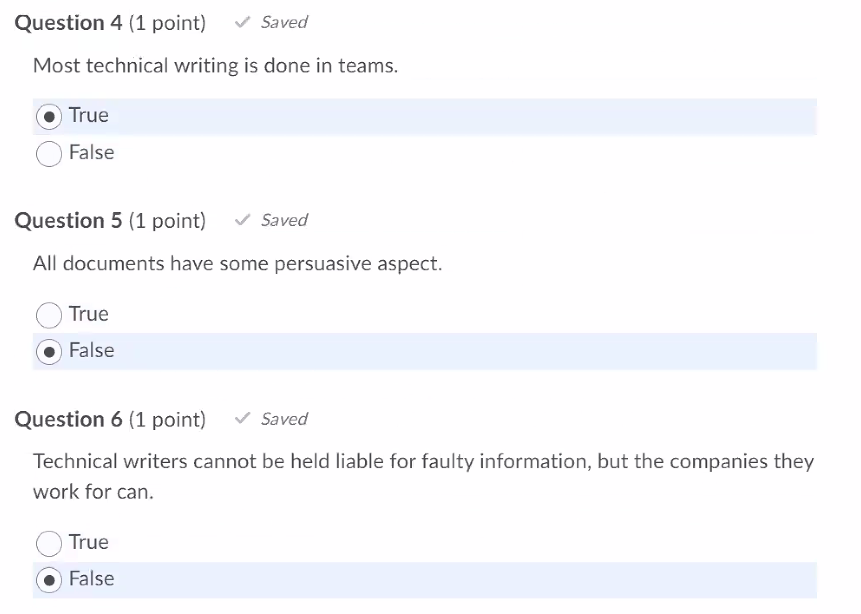 Question 4 (1 point) ✓ Saved
Most technical writing is done in teams.
True
False
Question 5 (1 point) ✓ Saved
All documents have some persuasive aspect.
True
False
Question 6 (1 point) ✓ Saved
Technical writers cannot be held liable for faulty information, but the companies they
work for can.
True
False